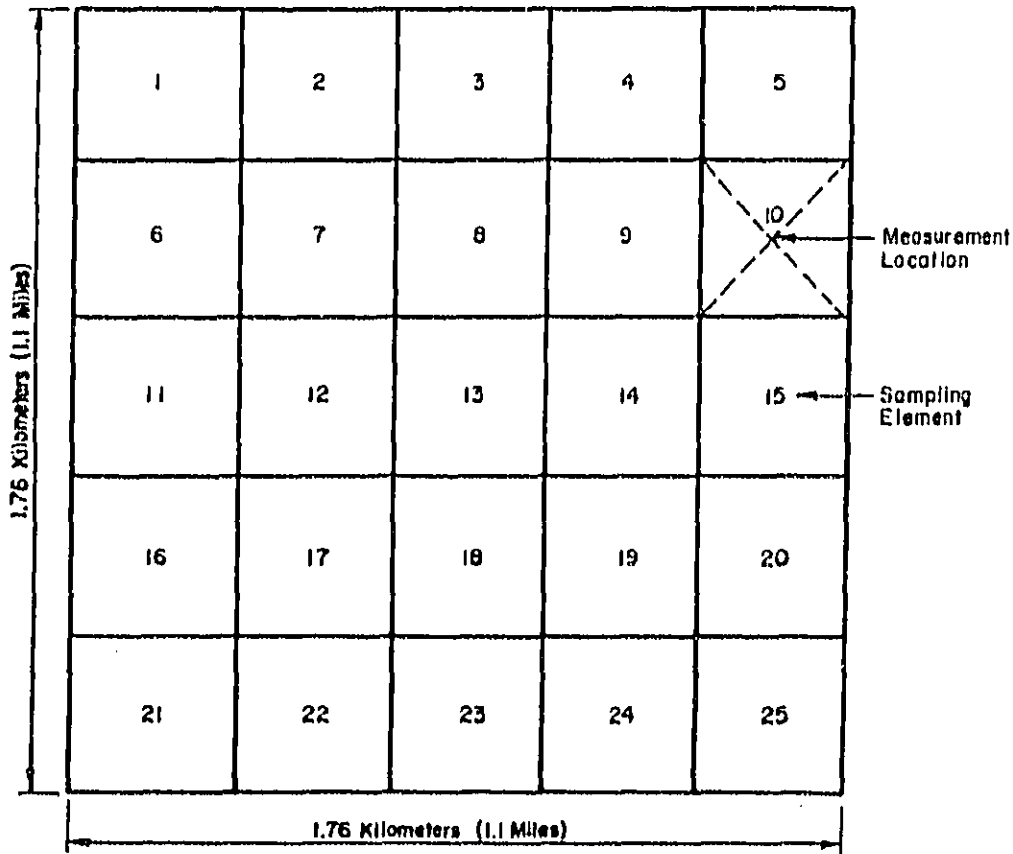 1 2 3 4 5
6 7 8 9 10
Measurement
Location
1.76 Kilometers (1.1 Miles)
11 12 13 14 15
Sampling
Element
16 17 18 19 20
21 22 23 24 25
1.76 Kilometers (1.1 Miles)